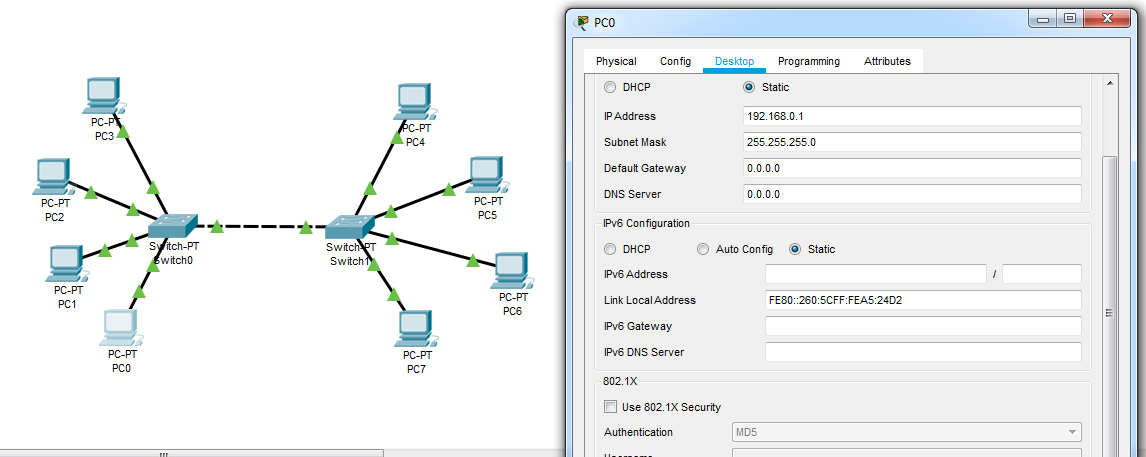 PC-PT
PC3
PC-PT
PC2
PC-PT
PC1
PC-PT
PC0
Switch-PT
Switch0
Switch-PT
Switch1
PC-PT
PC4
PC-PT
PC5
PC-PT
PC6
PC-PT
PC7
PC0
Physical Config Desktop Programming Attributes
DHCP Static
IP Address 192.168.0.1
Subnet Mask 255.255.255.0
Default Gateway 0.0.0.0
DNS Server 0.0.0.0
IPv6 Configuration
DHCP Auto Config Static
IPv6 Address /
Link Local Address FE80::260:5CFF:FEA5:24D2
IPv6 Gateway
IPv6 DNS Server
802.1X
Use 802.1X Security
Authentication MD5